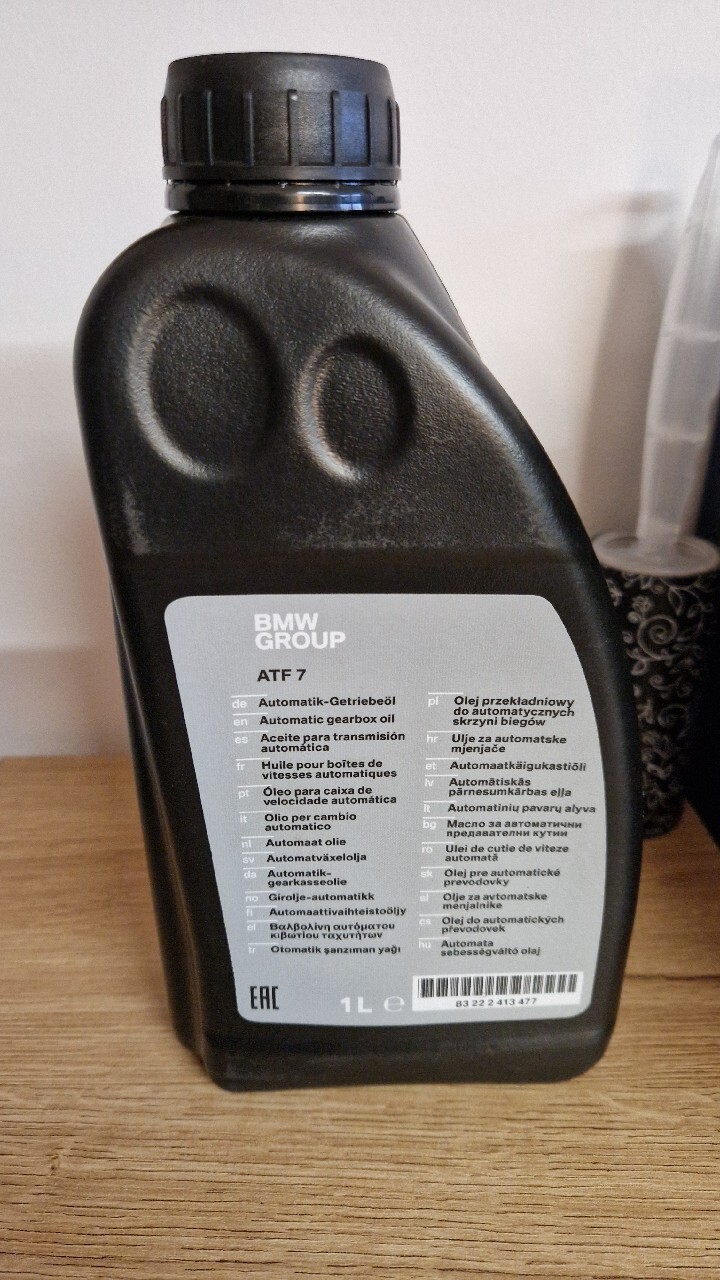 BMW
GROUP
ATF 7
de Automatik-Getriebeöl
en Automatic gearbox oil
es Aceite para transmisión
automática
fr Huile pour boîtes de
vitesses automatiques
pt Óleo para caixa de
velocidade automática
it Olio per cambio
automatico
nl Automaat olie
sv Automatväxelolja
da Automatik-
gearkasseolie
no Girolje-automatikk
fi Automaattivaihteistoöljy
el Βαλβολίνη αυτόματου
κιβωτίου ταχυτήτων
tr Otomatik şanzıman yağı
pl Olej przekładniowy
do automatycznych
skrzyni biegów
hr Ulje za automatske
mjenjače
et Automaatkäigukastiõli
lv Automātiskās
pārnesumkārbas eļļa
lt Automatinių pavarų alyva
bg Масло за автоматични
предавателни кутии
ro Ulei de cutie de viteze
automată
sk Olej pre automatické
prevodovky
sl Olje za avtomatske
menjalnike
cs Olej do automatických
převodovek
hu Automata
sebességváltó olaj
EAC 1 L ℮
83 22 2 413 477